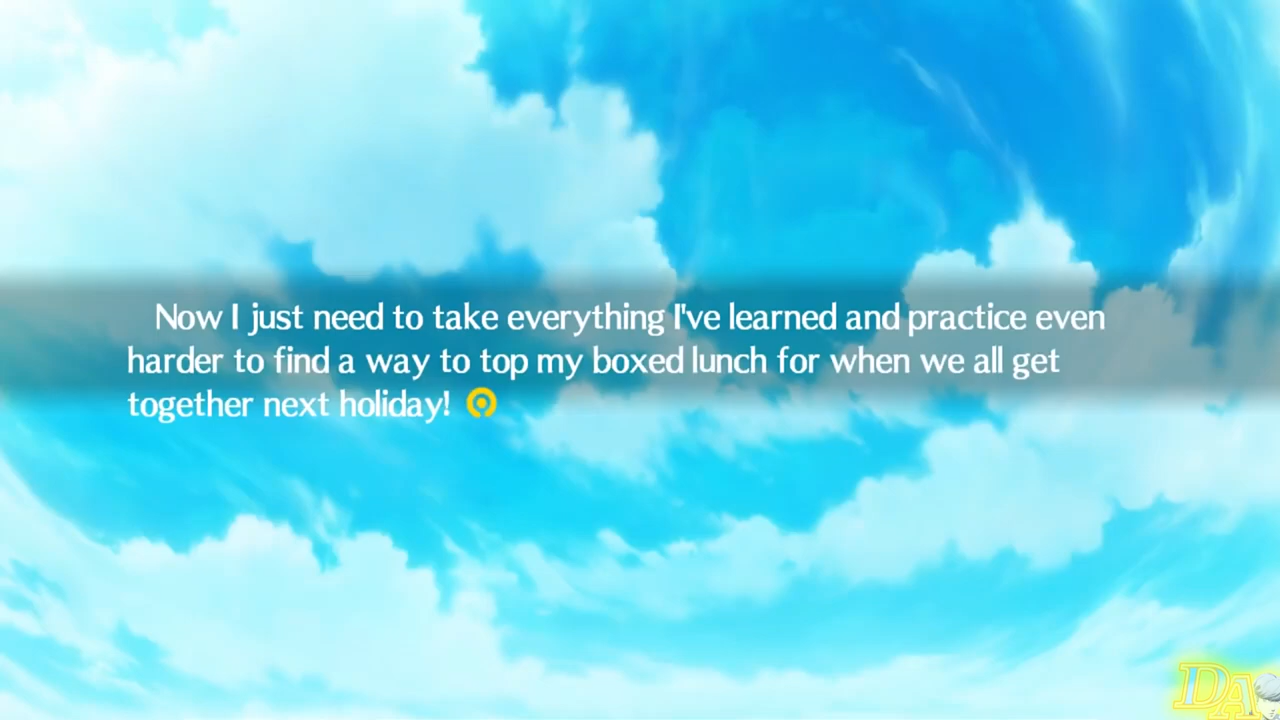 Now I just need to take everything I've learned and practice even
harder to find a way to top my boxed lunch for when we all get
together next holiday!
DA